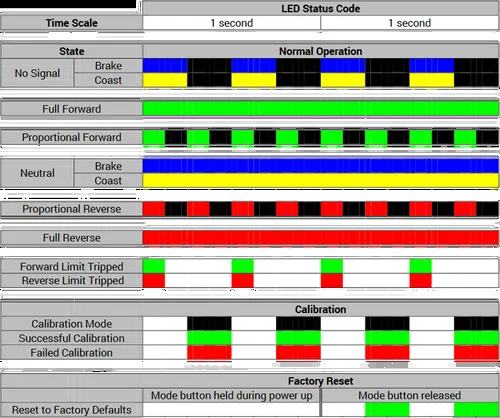 LED Status Code
Time Scale 1 second 1 second
State Normal Operation
No Signal Brake
Coast
Full Forward
Proportional Forward
Neutral Brake
Coast
Proportional Reverse
Full Reverse
Forward Limit Tripped
Reverse Limit Tripped
Calibration
Calibration Mode
Successful Calibration
Failed Calibration
Factory Reset
Mode button held during power up Mode button released
Reset to Factory Defaults